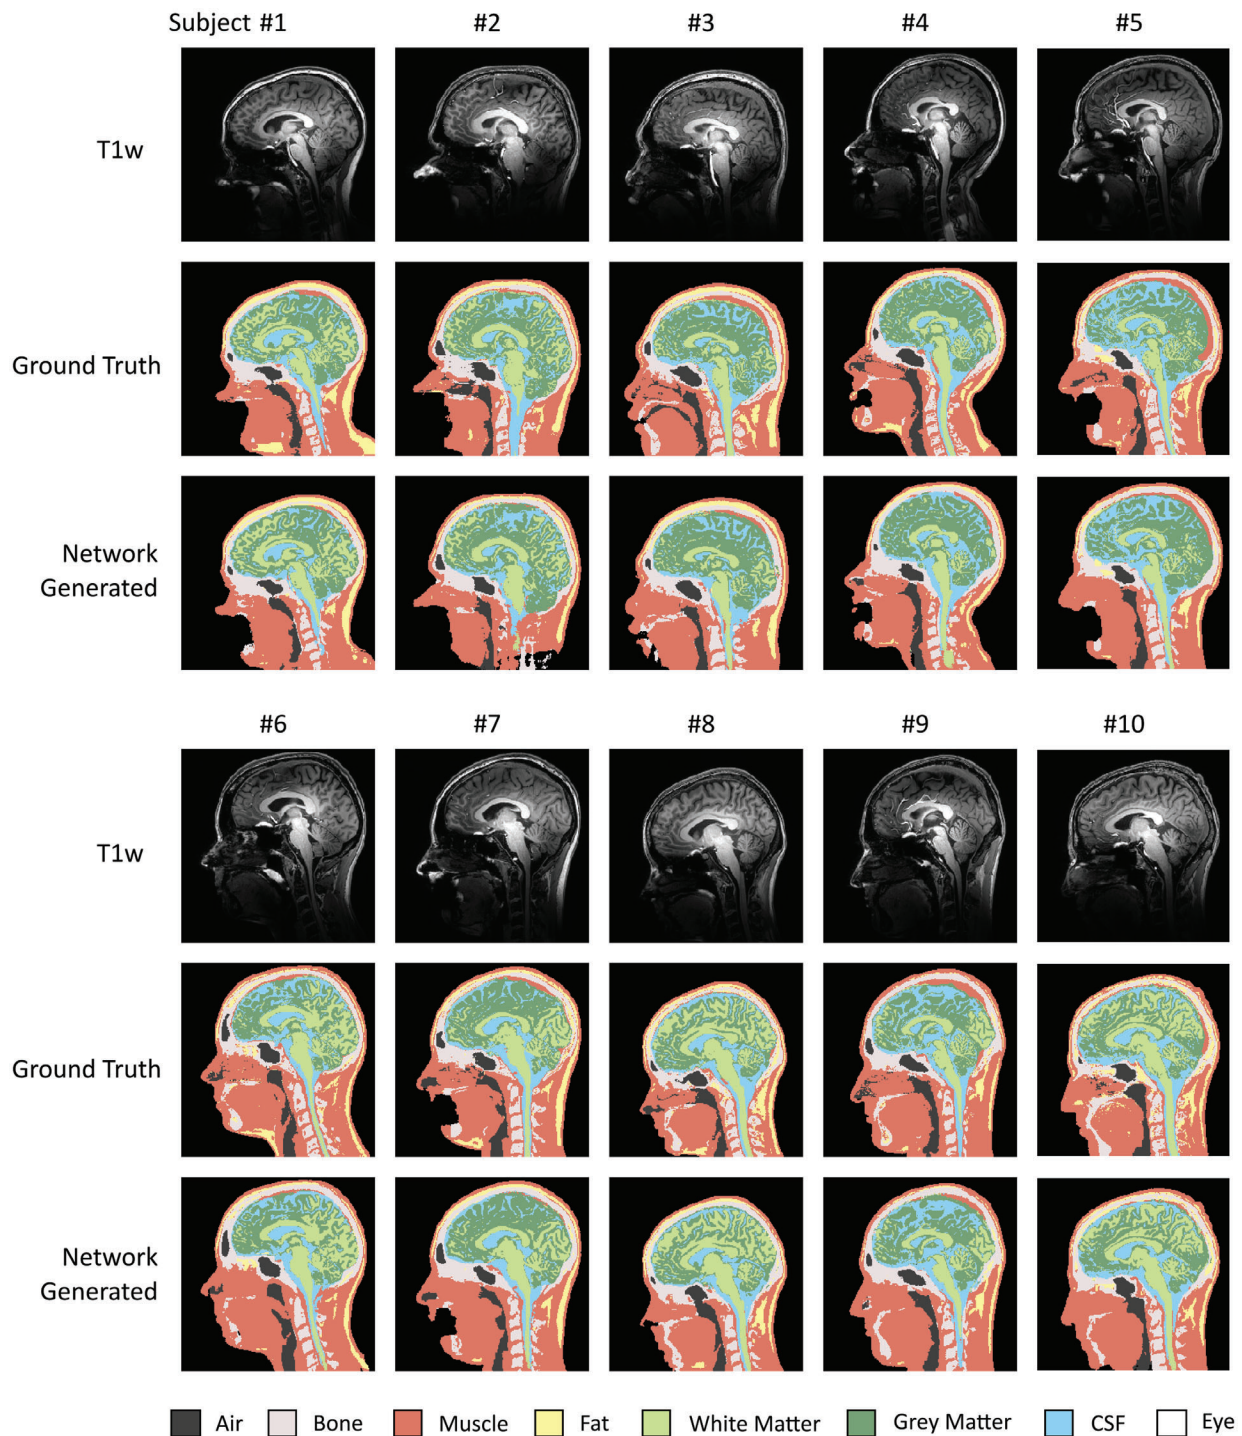 Subject #1 #2 #3 #4 #5
T1w
Ground Truth
Network
Generated
#6 #7 #8 #9 #10
T1w
Ground Truth
Network
Generated
Air Bone Muscle Fat White Matter Grey Matter CSF Eye